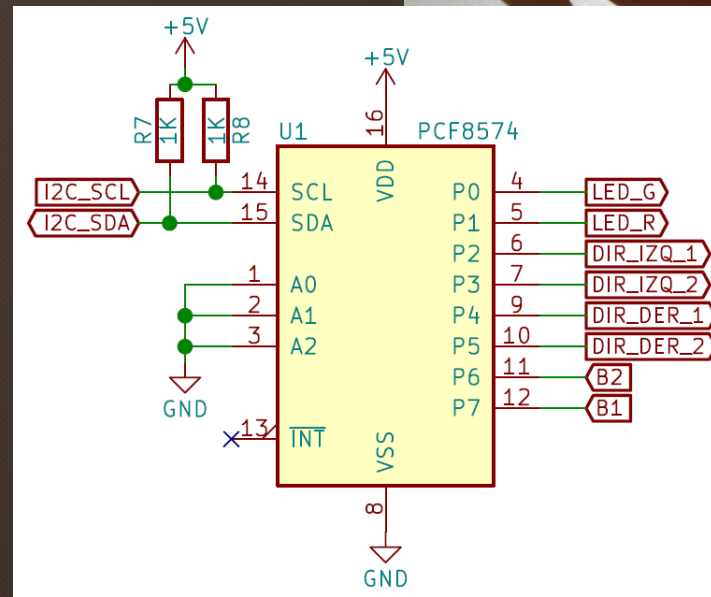 +5V
+5V
R7
1K
1K
R8
U1
PCF8574
16
VDD
I2C_SCL
14
SCL
P0
4
LED_G
I2C_SDA
15
SDA
P1
5
LED_R
P2
6
DIR_IZQ_1
1
A0
P3
7
DIR_IZQ_2
2
A1
P4
9
DIR_DER_1
3
A2
P5
10
DIR_DER_2
P6
11
B2
GND
P7
12
B1
13
INT
VSS
8
GND